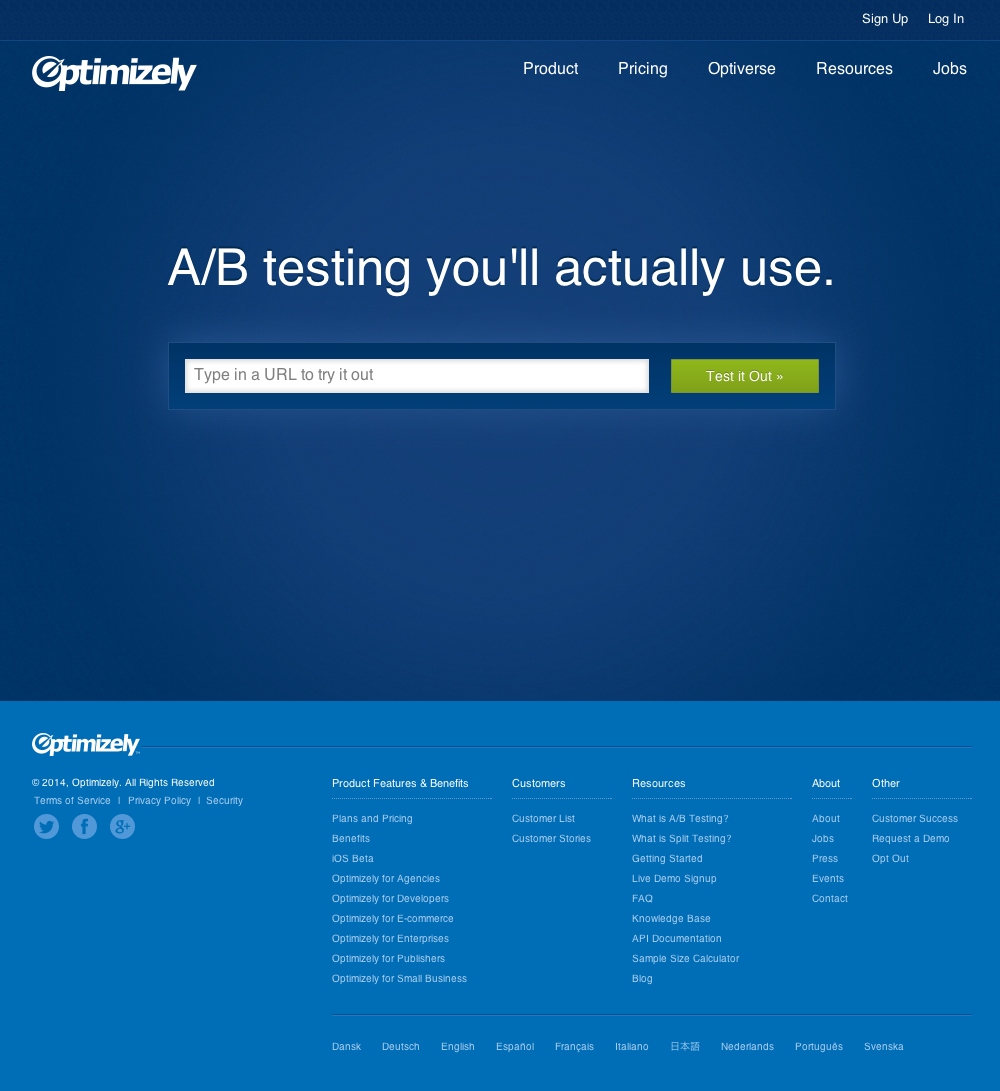 Sign Up Log In
Optimizely
Product Pricing Optiverse Resources Jobs
A/B testing you'll actually use.
Type in a URL to try it out
Test it Out »
Optimizely
© 2014, Optimizely. All Rights Reserved
Terms of Service | Privacy Policy | Security
Product Features & Benefits
Plans and Pricing
Benefits
iOS Beta
Optimizely for Agencies
Optimizely for Developers
Optimizely for E-commerce
Optimizely for Enterprises
Optimizely for Publishers
Optimizely for Small Business
Customers
Customer List
Customer Stories
Resources
What is A/B Testing?
What is Split Testing?
Getting Started
Live Demo Signup
FAQ
Knowledge Base
API Documentation
Sample Size Calculator
Blog
About
About
Jobs
Press
Events
Contact
Other
Customer Success
Request a Demo
Opt Out
Dansk Deutsch English Español Français Italiano 日本語 Nederlands Português Svenska